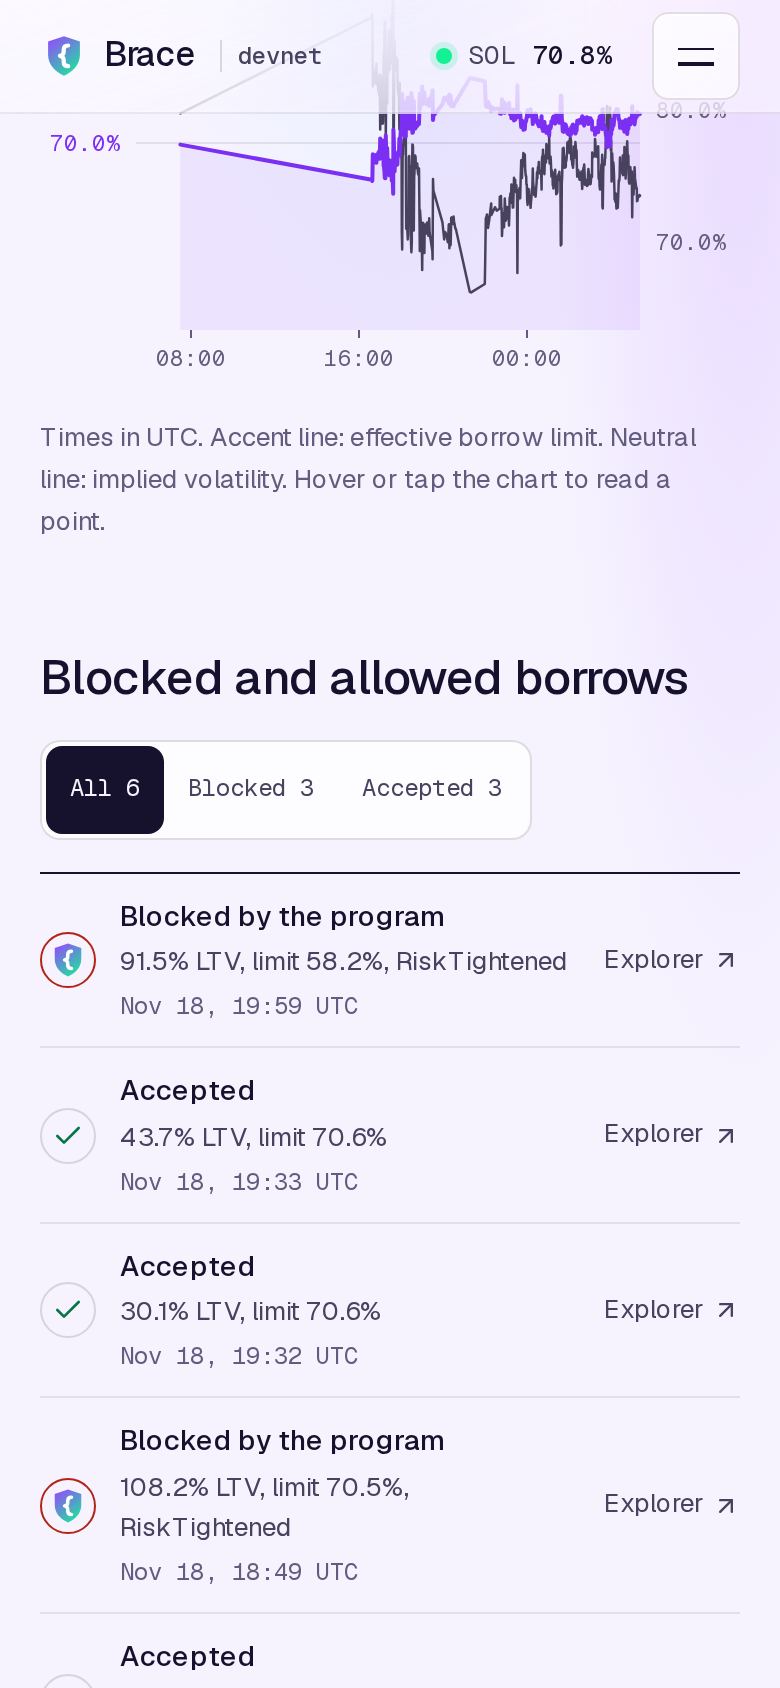 Brace
devnet
SOL 70.8%
80.0%
70.0%
70.0%
08:00 16:00 00:00
Times in UTC. Accent line: effective borrow limit. Neutral
line: implied volatility. Hover or tap the chart to read a
point.
Blocked and allowed borrows
All 6 Blocked 3 Accepted 3
Blocked by the program
91.5% LTV, limit 58.2%, RiskTightened
Explorer
Nov 18, 19:59 UTC
Accepted
43.7% LTV, limit 70.6%
Explorer
Nov 18, 19:33 UTC
Accepted
30.1% LTV, limit 70.6%
Explorer
Nov 18, 19:32 UTC
Blocked by the program
108.2% LTV, limit 70.5%,
RiskTightened
Explorer
Nov 18, 18:49 UTC
Accepted